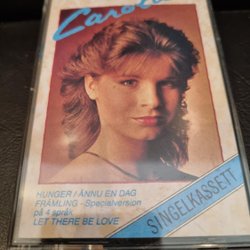 Carola
HUNGER / ÄNNU EN DAG
FRÄMLING - Specialversion
på 4 språk
LET THERE BE LOVE
SINGELKASSETT